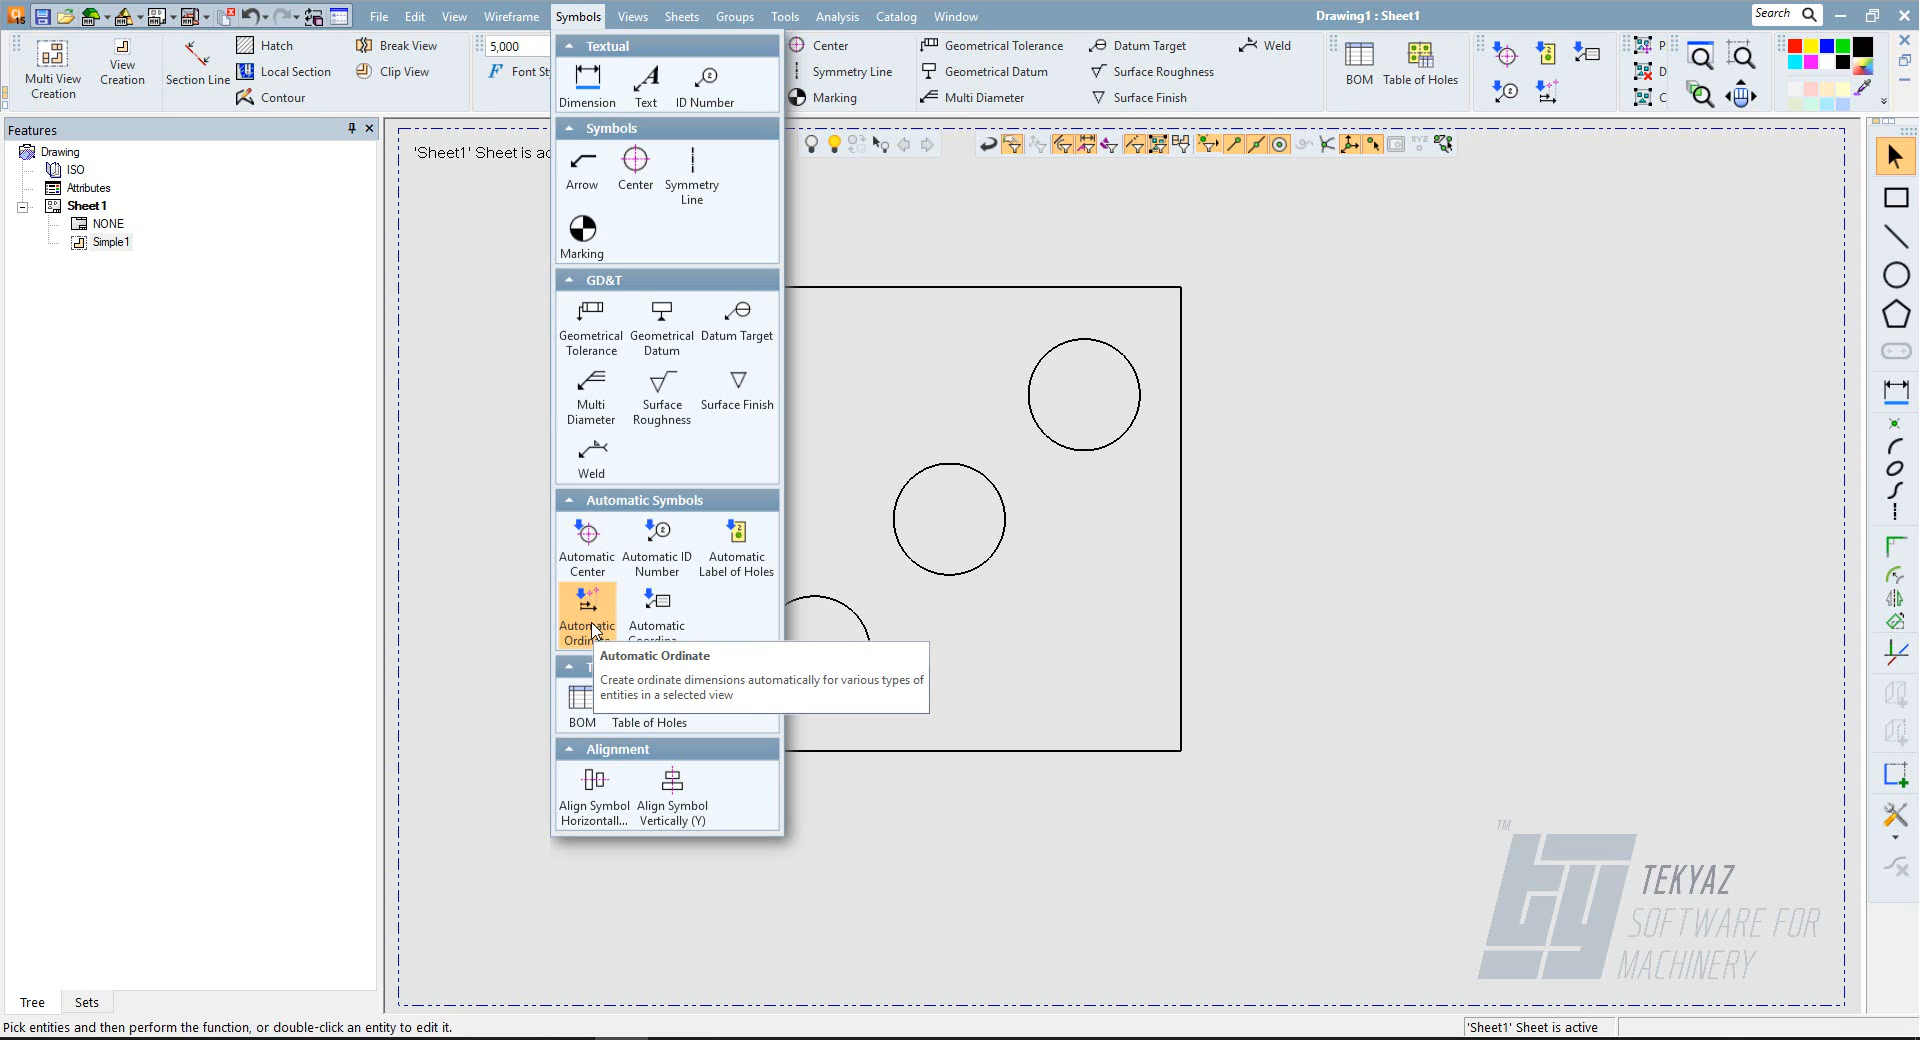 File Edit View Wireframe Symbols Views Sheets Groups Tools Analysis Catalog Window
Drawing1 : Sheet1
Search
15
Multi View
Creation
View
Creation
Section Line
Hatch
Local Section
Contour
Break View
Clip View
5,000
F Font St
Center
Symmetry Line
Marking
Geometrical Tolerance
Geometrical Datum
Multi Diameter
Datum Target
Surface Roughness
Surface Finish
Weld
BOM
Table of Holes
P
D
C
Features
Drawing
ISO
Attributes
Sheet1
NONE
Simple1
Tree Sets
'Sheet1' Sheet is ac
Textual
Dimension Text ID Number
Symbols
Arrow Center Symmetry
Line
Marking
GD&T
Geometrical
Tolerance
Geometrical
Datum
Datum Target
Multi
Diameter
Surface
Roughness
Surface Finish
Weld
Automatic Symbols
Automatic
Center
Automatic ID
Number
Automatic
Label of Holes
Automatic
Automatic
Automatic Ordinate
Create ordinate dimensions automatically for various types of
entities in a selected view
T
BOM Table of Holes
Alignment
Align Symbol
Horizontall...
Align Symbol
Vertically (Y)
TM
TEKYAZ
SOFTWARE FOR
MACHINERY
Pick entities and then perform the function, or double-click an entity to edit it.
'Sheet1' Sheet is active